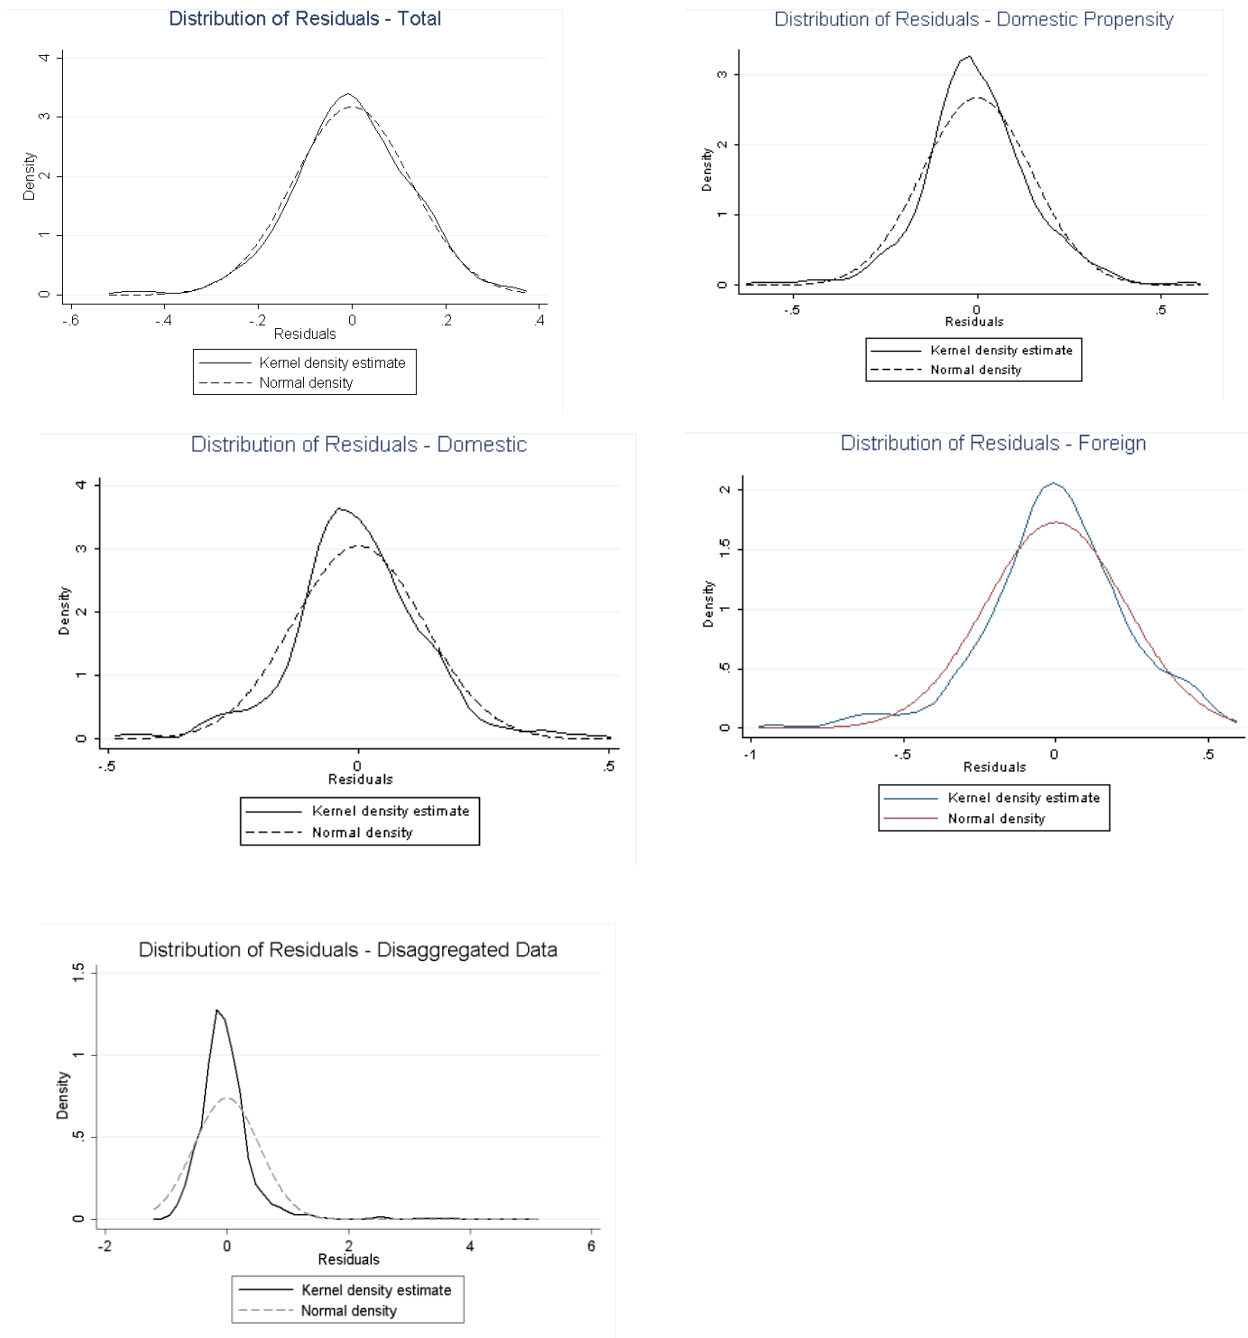 Distribution of Residuals - Total
Density
4
3
2
1
0
-.6 -.4 -.2 0 .2 .4
Residuals
Kernel density estimate
Normal density
Distribution of Residuals - Domestic Propensity
Density
3
2
1
0
-.5 0 .5
Residuals
Kernel density estimate
Normal density
Distribution of Residuals - Domestic
Density
4
3
2
1
0
-.5 0 .5
Residuals
Kernel density estimate
Normal density
Distribution of Residuals - Foreign
Density
2
1.5
1
.5
0
-1 -.5 0 .5
Residuals
Kernel density estimate
Normal density
Distribution of Residuals - Disaggregated Data
Density
1.5
1
.5
0
-2 0 2 4 6
Residuals
Kernel density estimate
Normal density